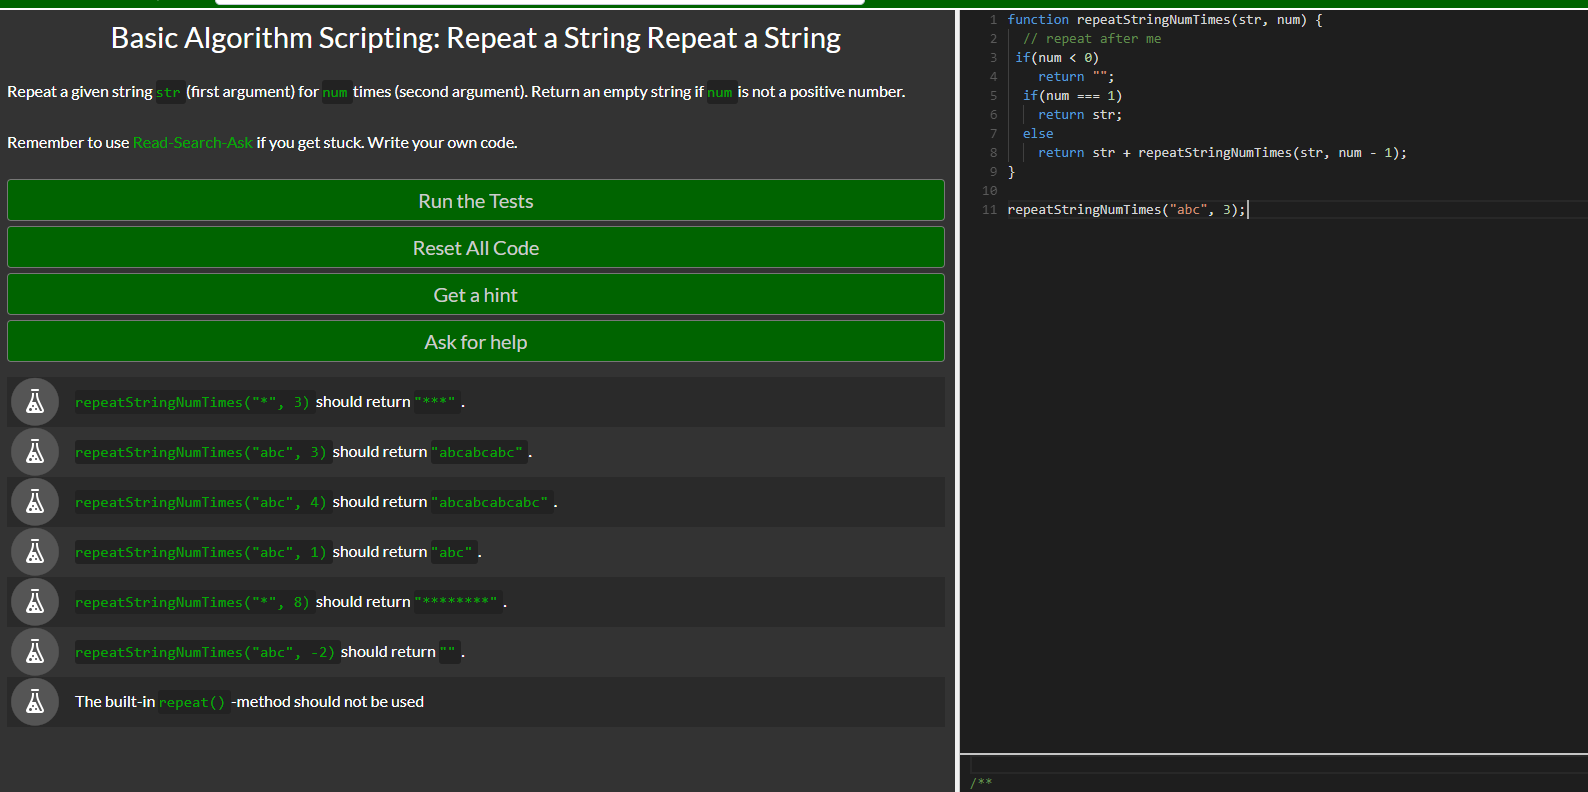 Basic Algorithm Scripting: Repeat a String Repeat a String
Repeat a given string str (first argument) for num times (second argument). Return an empty string if num is not a positive number.
Remember to use Read-Search-Ask if you get stuck. Write your own code.
Run the Tests
Reset All Code
Get a hint
Ask for help
repeatStringNumTimes("*", 3) should return "***" .
repeatStringNumTimes("abc", 3) should return "abcabcabc" .
repeatStringNumTimes("abc", 4) should return "abcabcabcabc" .
repeatStringNumTimes("abc", 1) should return "abc" .
repeatStringNumTimes("*", 8) should return "********" .
repeatStringNumTimes("abc", -2) should return "" .
The built-in repeat() -method should not be used
1 function repeatStringNumTimes(str, num) {
2 // repeat after me
3 if(num < 0)
4 return "";
5 if(num === 1)
6 return str;
7 else
8 return str + repeatStringNumTimes(str, num - 1);
9 }
10
11 repeatStringNumTimes("abc", 3);
/**